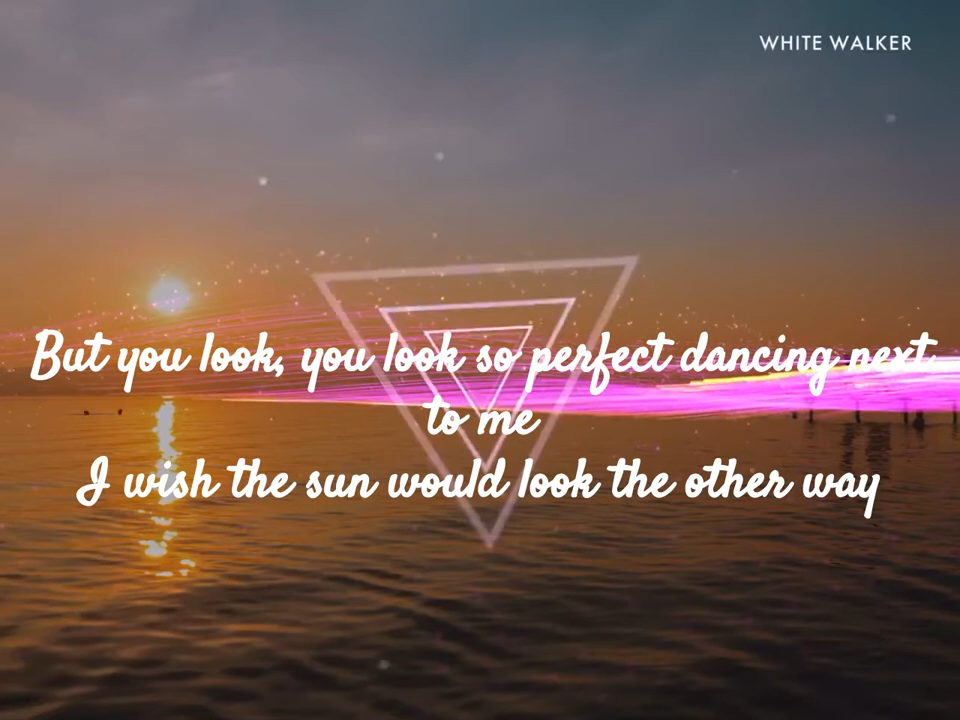 WHITE WALKER
But you look, you look so perfect dancing next
to me
I wish the sun would look the other way